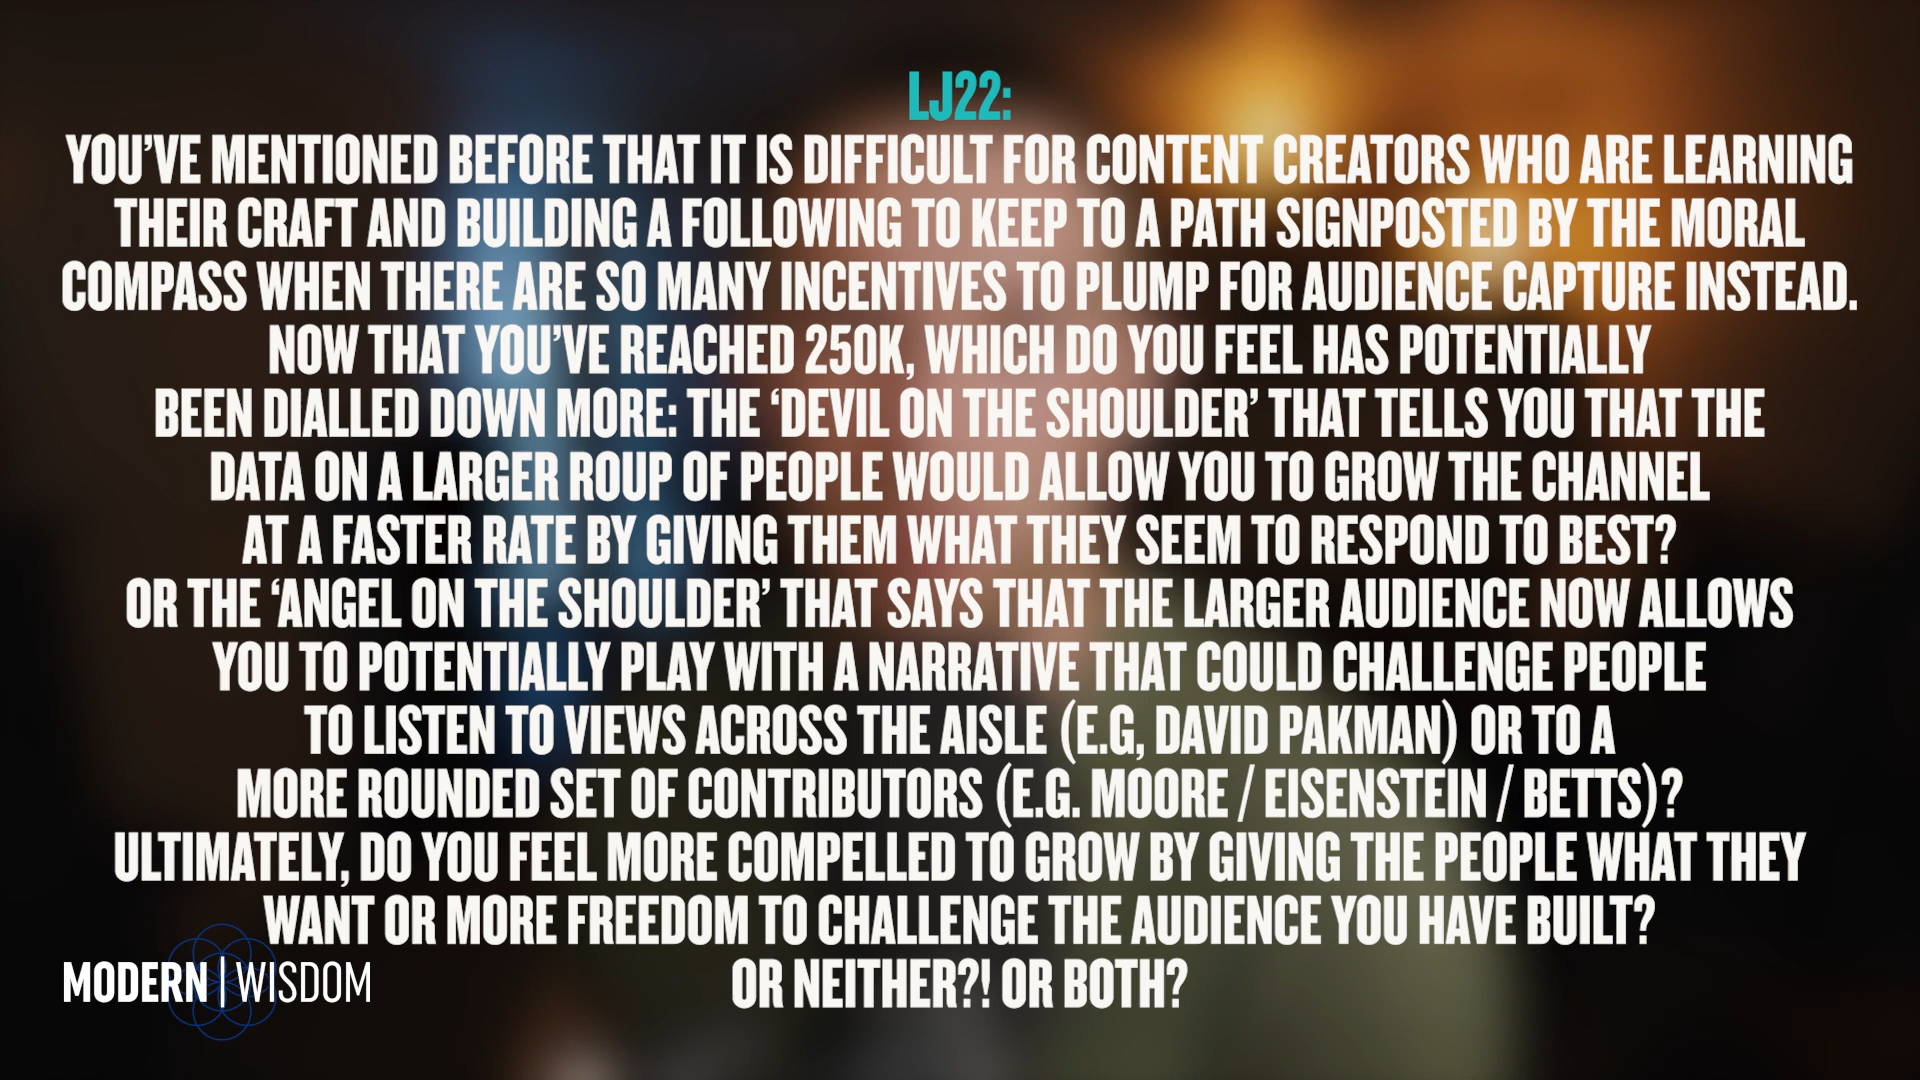 LJ22:
YOU'VE MENTIONED BEFORE THAT IT IS DIFFICULT FOR CONTENT CREATORS WHO ARE LEARNING
THEIR CRAFT AND BUILDING A FOLLOWING TO KEEP TO A PATH SIGNPOSTED BY THE MORAL
COMPASS WHEN THERE ARE SO MANY INCENTIVES TO PLUMP FOR AUDIENCE CAPTURE INSTEAD.
NOW THAT YOU'VE REACHED 250K, WHICH DO YOU FEEL HAS POTENTIALLY
BEEN DIALLED DOWN MORE: THE 'DEVIL ON THE SHOULDER' THAT TELLS YOU THAT THE
DATA ON A LARGER ROUP OF PEOPLE WOULD ALLOW YOU TO GROW THE CHANNEL
AT A FASTER RATE BY GIVING THEM WHAT THEY SEEM TO RESPOND TO BEST?
OR THE 'ANGEL ON THE SHOULDER' THAT SAYS THAT THE LARGER AUDIENCE NOW ALLOWS
YOU TO POTENTIALLY PLAY WITH A NARRATIVE THAT COULD CHALLENGE PEOPLE
TO LISTEN TO VIEWS ACROSS THE AISLE (E.G, DAVID PAKMAN) OR TO A
MORE ROUNDED SET OF CONTRIBUTORS (E.G. MOORE / EISENSTEIN / BETTS)?
ULTIMATELY, DO YOU FEEL MORE COMPELLED TO GROW BY GIVING THE PEOPLE WHAT THEY
WANT OR MORE FREEDOM TO CHALLENGE THE AUDIENCE YOU HAVE BUILT?
OR NEITHER?! OR BOTH?
MODERN|WISDOM